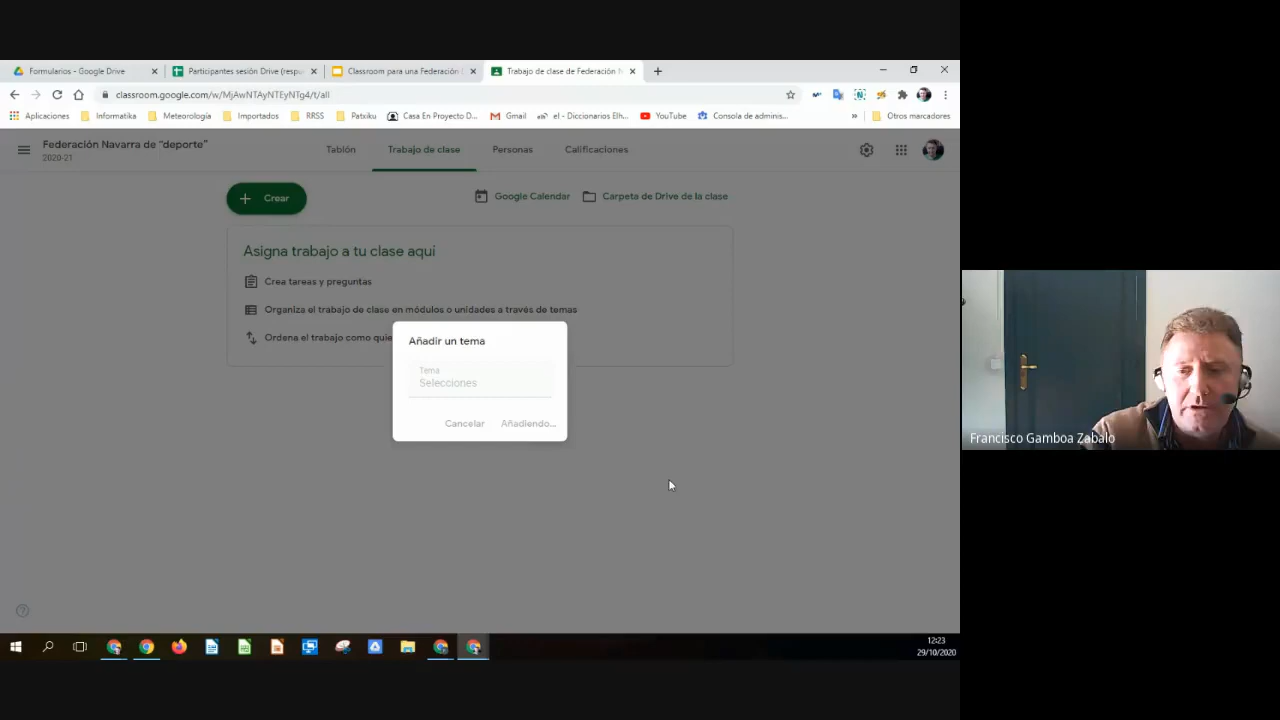 Formularios - Google Drive
Participantes sesión Drive (respu
Classroom para una Federación
Trabajo de clase de Federación N
classroom.google.com/w/MjAwNTAyNTEyNTg4/t/all
Aplicaciones
Informatika
Meteorología
Importados
RRSS
Patxiku
Casa En Proyecto D...
Gmail
el - Diccionarios Elh...
YouTube
Consola de adminis...
»
Otros marcadores
Federación Navarra de "deporte"
2020-21
Tablón
Trabajo de clase
Personas
Calificaciones
Crear
Google Calendar
Carpeta de Drive de la clase
Asigna trabajo a tu clase aquí
Crea tareas y preguntas
Organiza el trabajo de clase en módulos o unidades a través de temas
Ordena el trabajo como quie
Añadir un tema
Tema
Selecciones
Cancelar
Añadiendo...
Francisco Gamboa Zabalo
12:23
29/10/2020